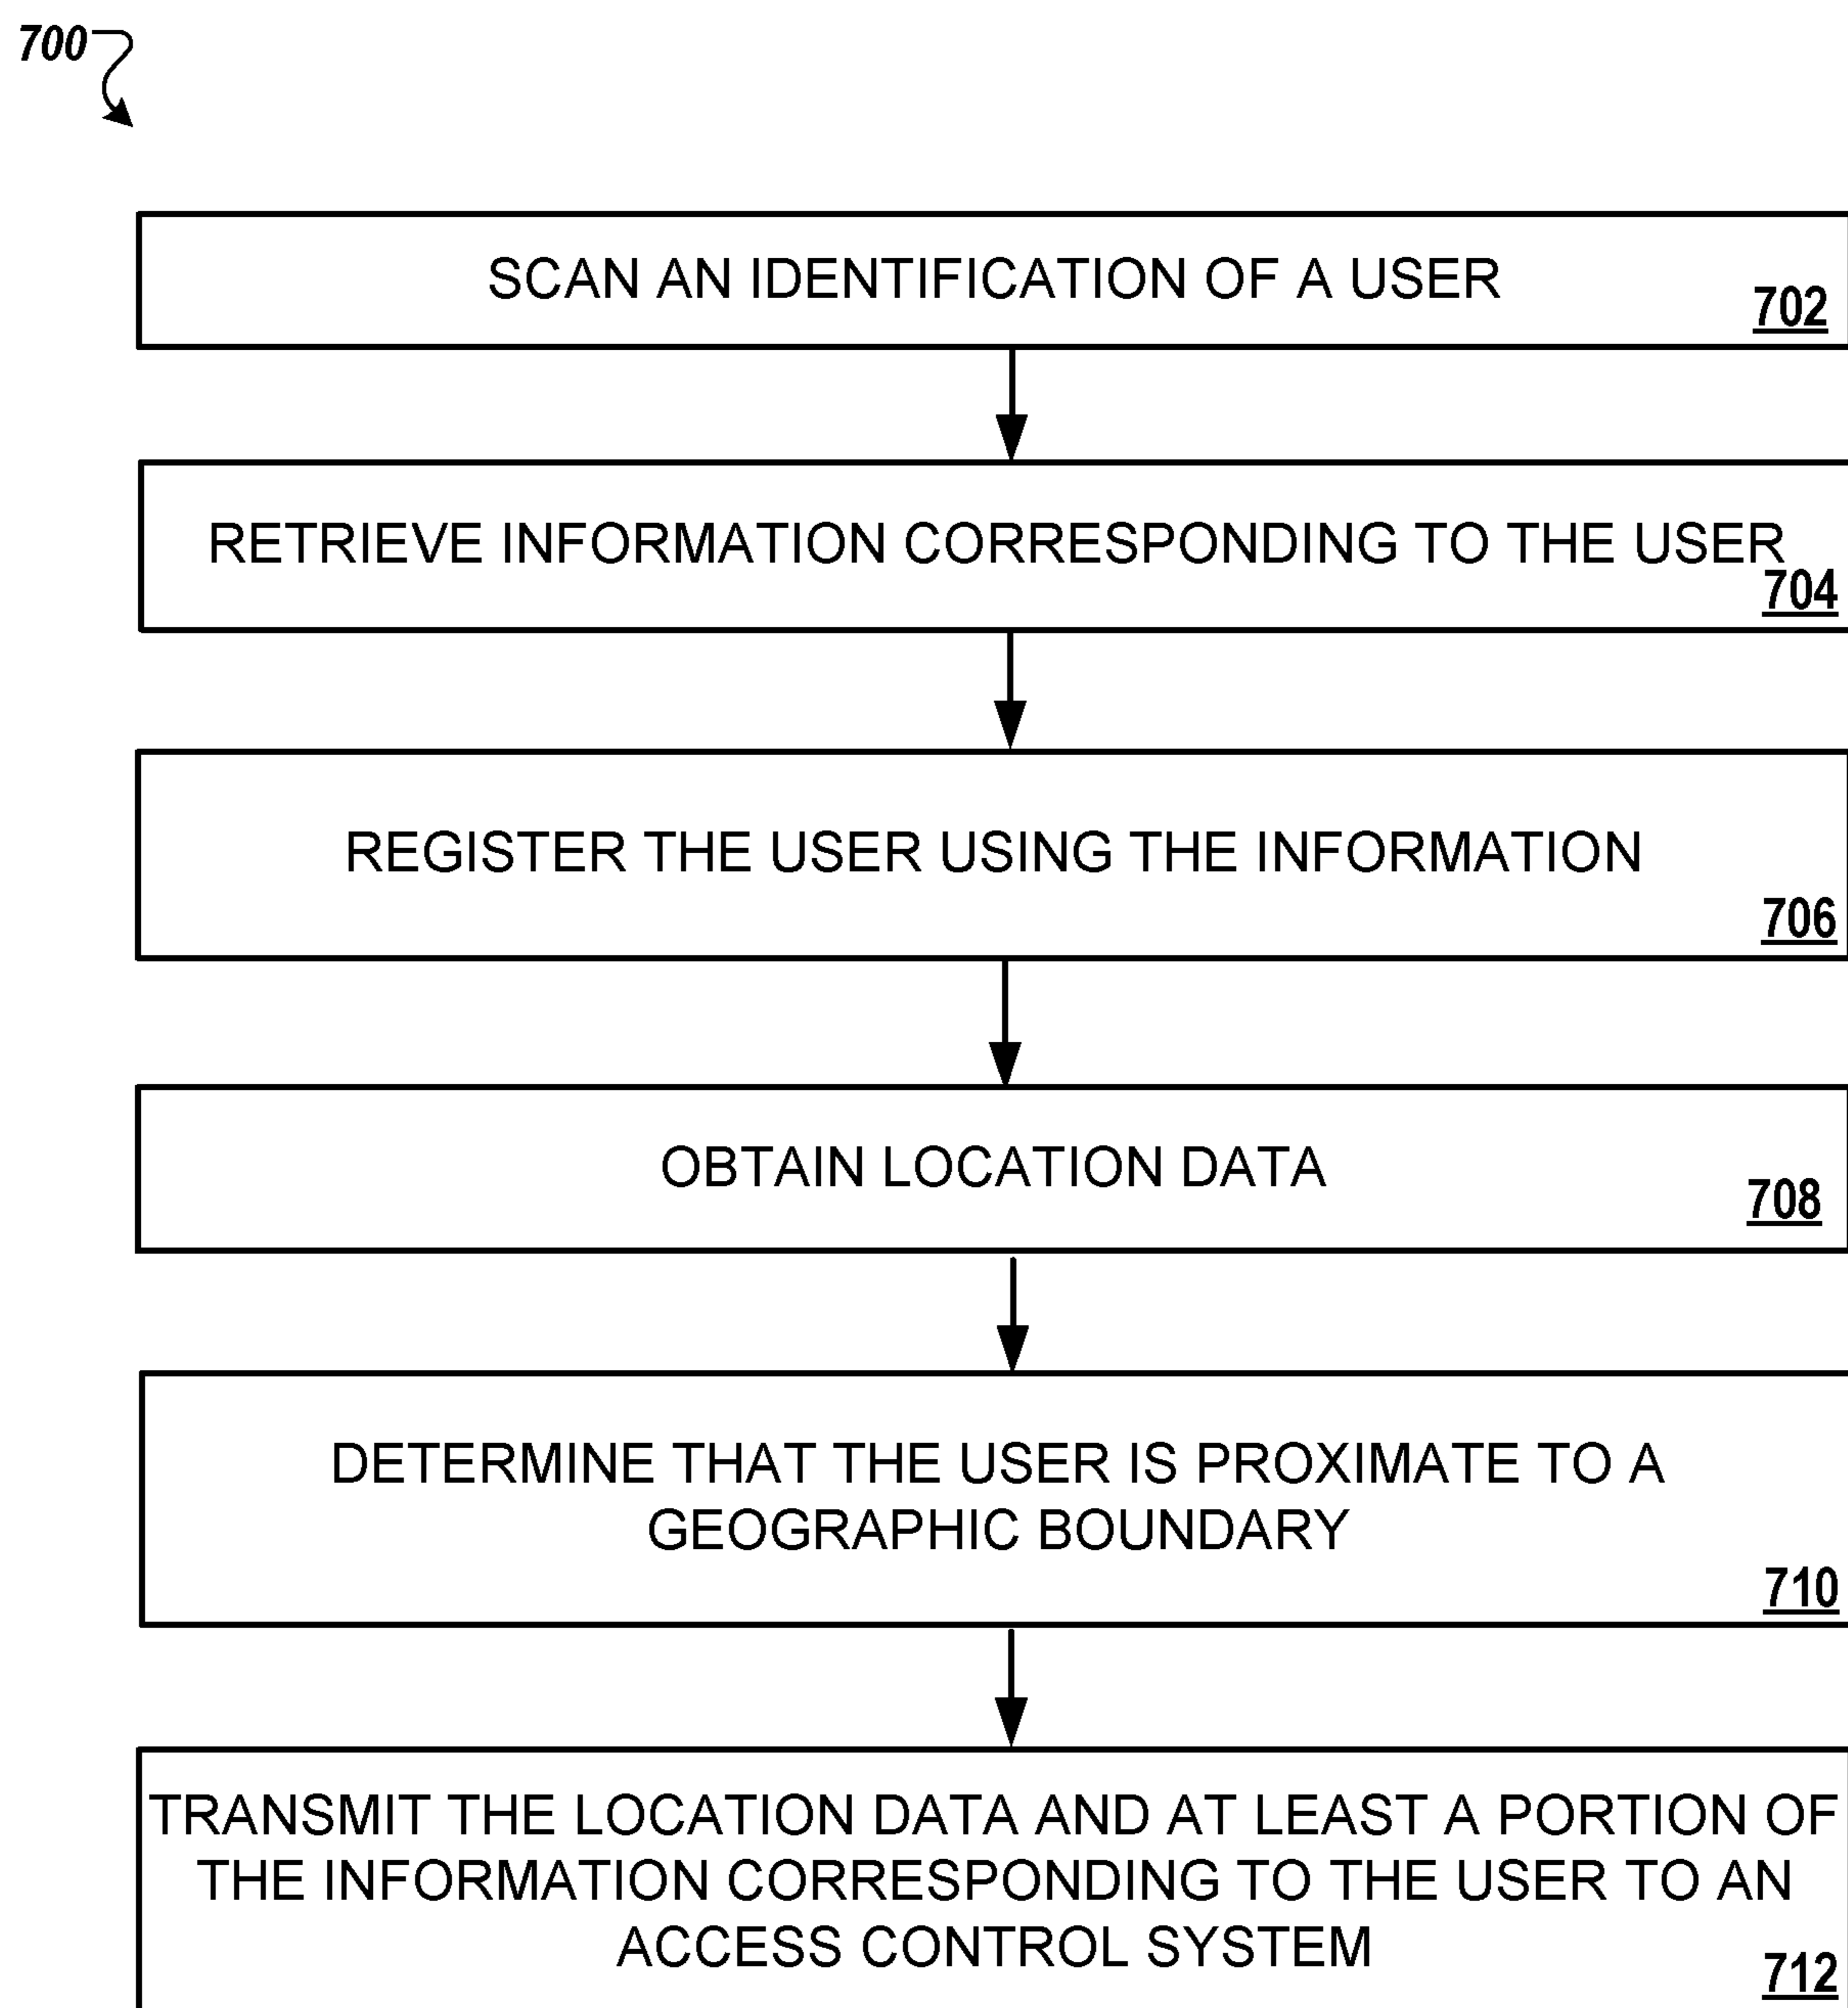 700
SCAN AN IDENTIFICATION OF A USER
702
RETRIEVE INFORMATION CORRESPONDING TO THE USER
704
REGISTER THE USER USING THE INFORMATION
706
OBTAIN LOCATION DATA
708
DETERMINE THAT THE USER IS PROXIMATE TO A
GEOGRAPHIC BOUNDARY
710
TRANSMIT THE LOCATION DATA AND AT LEAST A PORTION OF
THE INFORMATION CORRESPONDING TO THE USER TO AN
ACCESS CONTROL SYSTEM
712